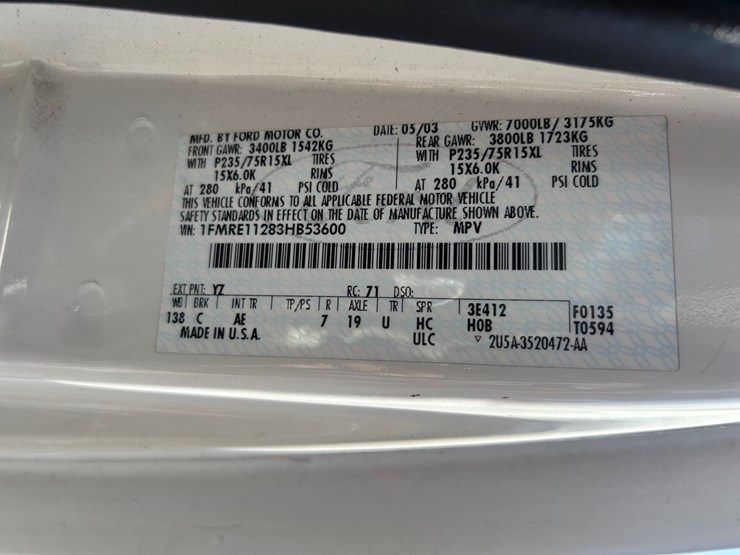 MFD. BY FORD MOTOR CO. DATE: 05/03 GVWR: 7000LB/ 3175KG
FRONT GAWR: 3400LB 1542KG REAR GAWR: 3800LB 1723KG
WITH P235/75R15XL TIRES WITH P235/75R15XL TIRES
15X6.0K RIMS 15X6.0K RIMS
AT 280 kPa/41 PSI COLD AT 280 kPa/41 PSI COLD
THIS VEHICLE CONFORMS TO ALL APPLICABLE FEDERAL MOTOR VEHICLE
SAFETY STANDARDS IN EFFECT ON THE DATE OF MANUFACTURE SHOWN ABOVE.
VIN: 1FMRE11283HB53600 TYPE: MPV
EXT PNT: YZ RC: 71 DSO:
WB BRK INT TR TP/PS R AXLE TR SPR 3E412 F0135
138 C AE 7 19 U HC HOB T0594
MADE IN U.S.A. ULC ▽ 2U5A-3520472-AA